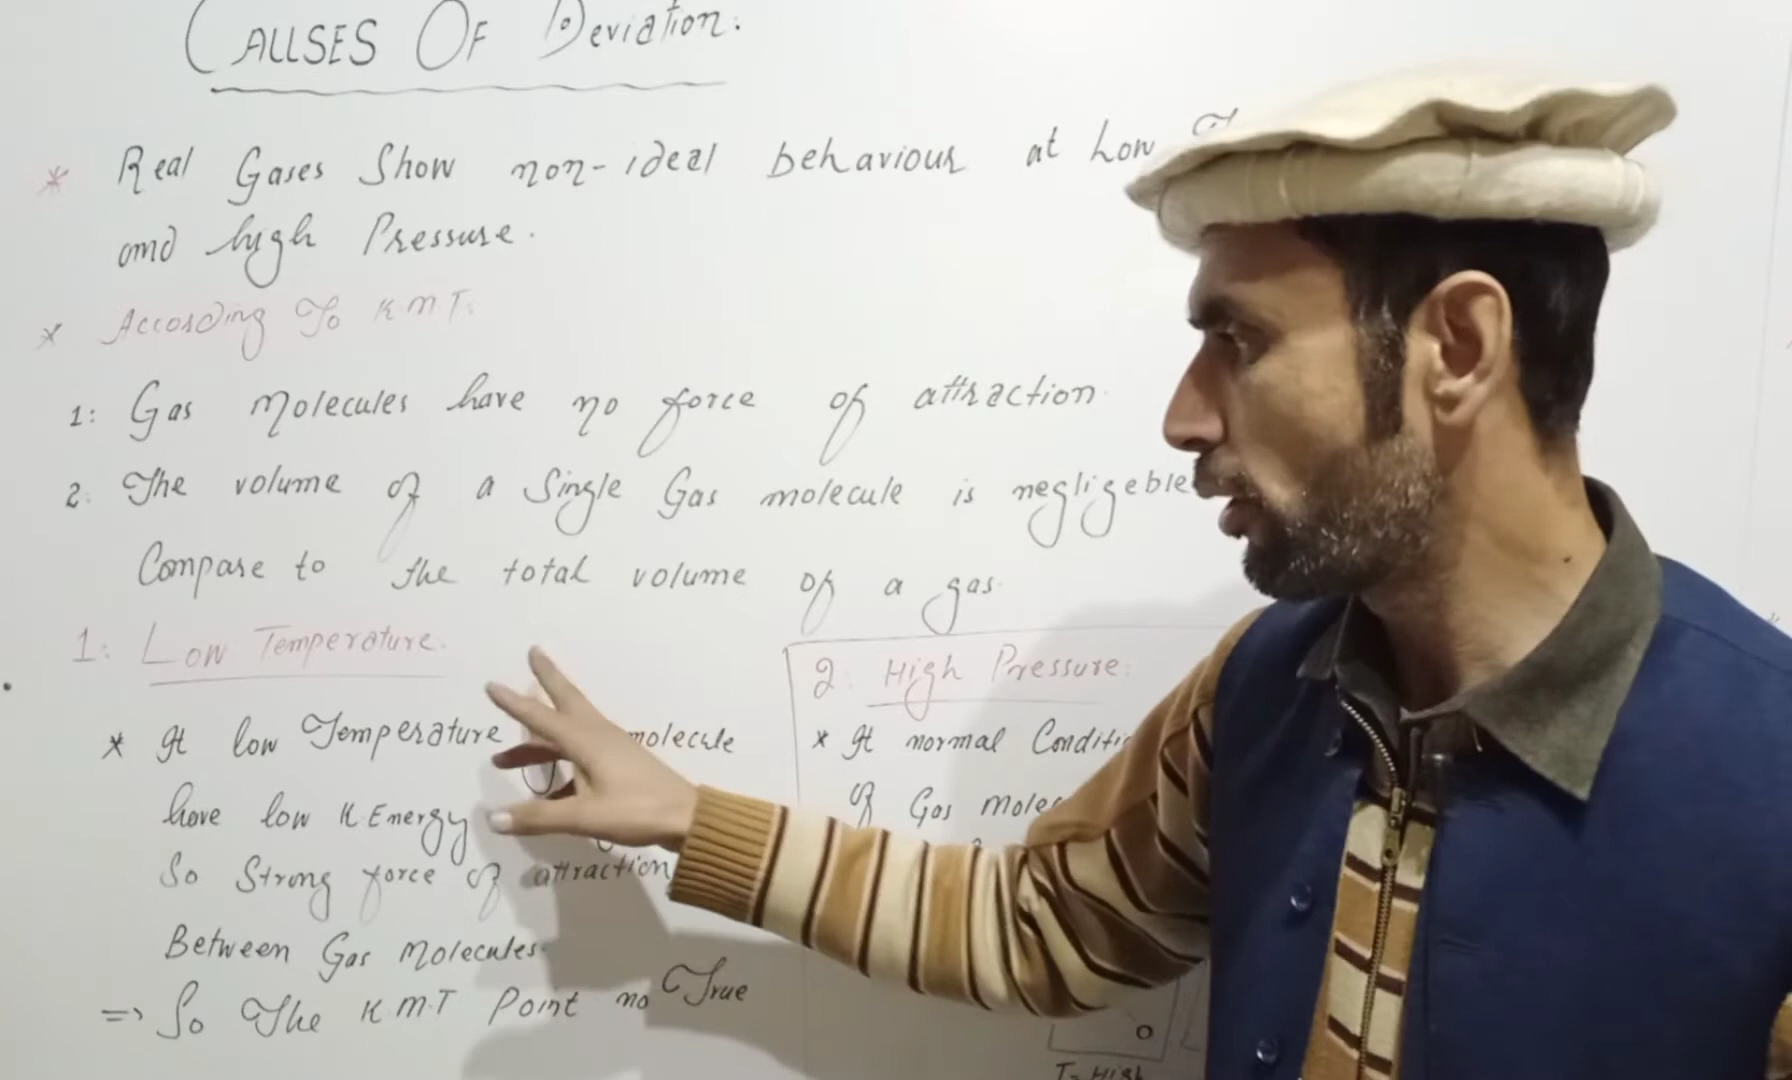 CAUSES OF Deviation:
* Real Gases Show non-ideal behaviour at Low
and high Pressure.
* According To K.M.T:
1: Gas Molecules have no force of attraction.
2: The volume of a Single Gas molecule is negligeble
Compare to the total volume of a gas.
1: Low Temperature.
* At low Temperature molecule
have low K Energy
So Strong force of attraction
Between Gas Molecules.
=> So The K.M.T Point no True
2: High Pressure:
* At normal Conditi
of Gas Molec
T= High